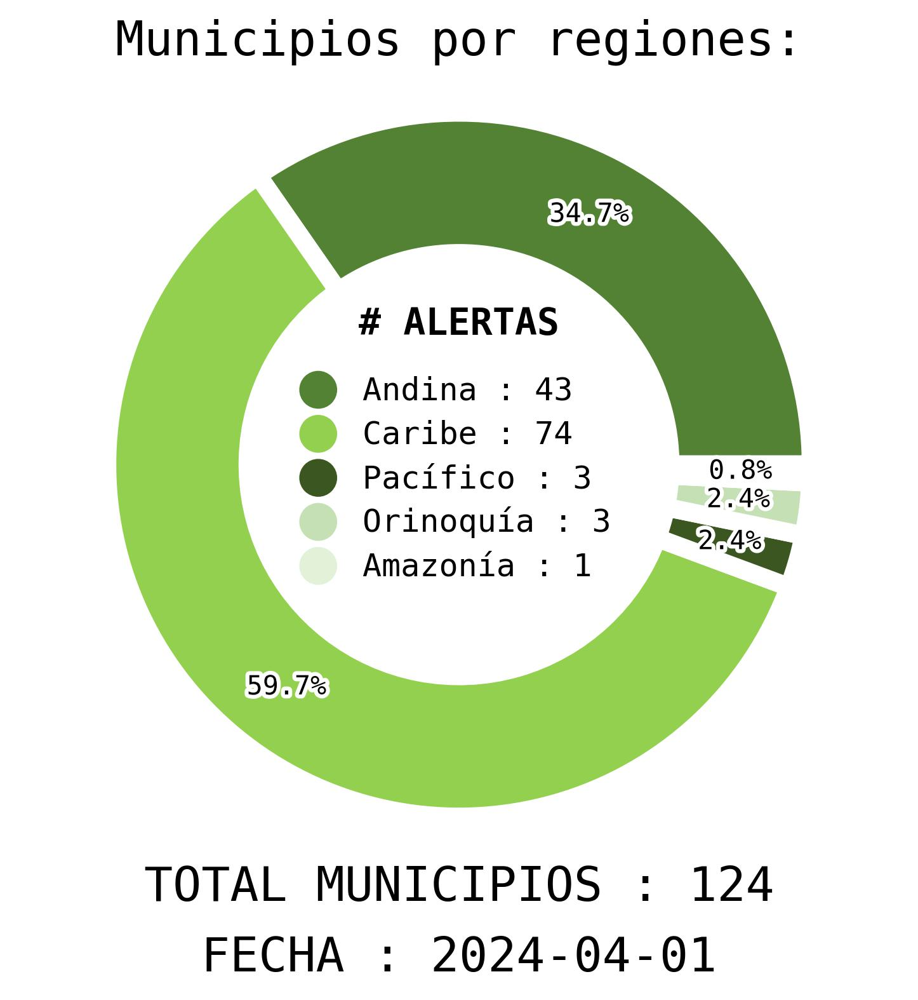 Municipios por regiones:
34.7%
# ALERTAS
Andina : 43
Caribe : 74
Pacífico : 3
Orinoquía : 3
Amazonía : 1
0.8%
2.4%
2.4%
59.7%
TOTAL MUNICIPIOS : 124
FECHA : 2024-04-01